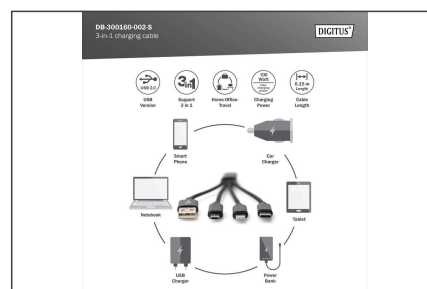 DB-300160-002-S
3-in-1 charging cable
DIGITUS®
USB 2.0
3in1
100
Watt
0.15 m
Length
USB
Version
Support
3 in 1
Home-Office-
Travel
Charging
Power
Cable
Length
Smart
Phone
Car
Charger
Notebook
Tablet
USB
Charger
Power
Bank